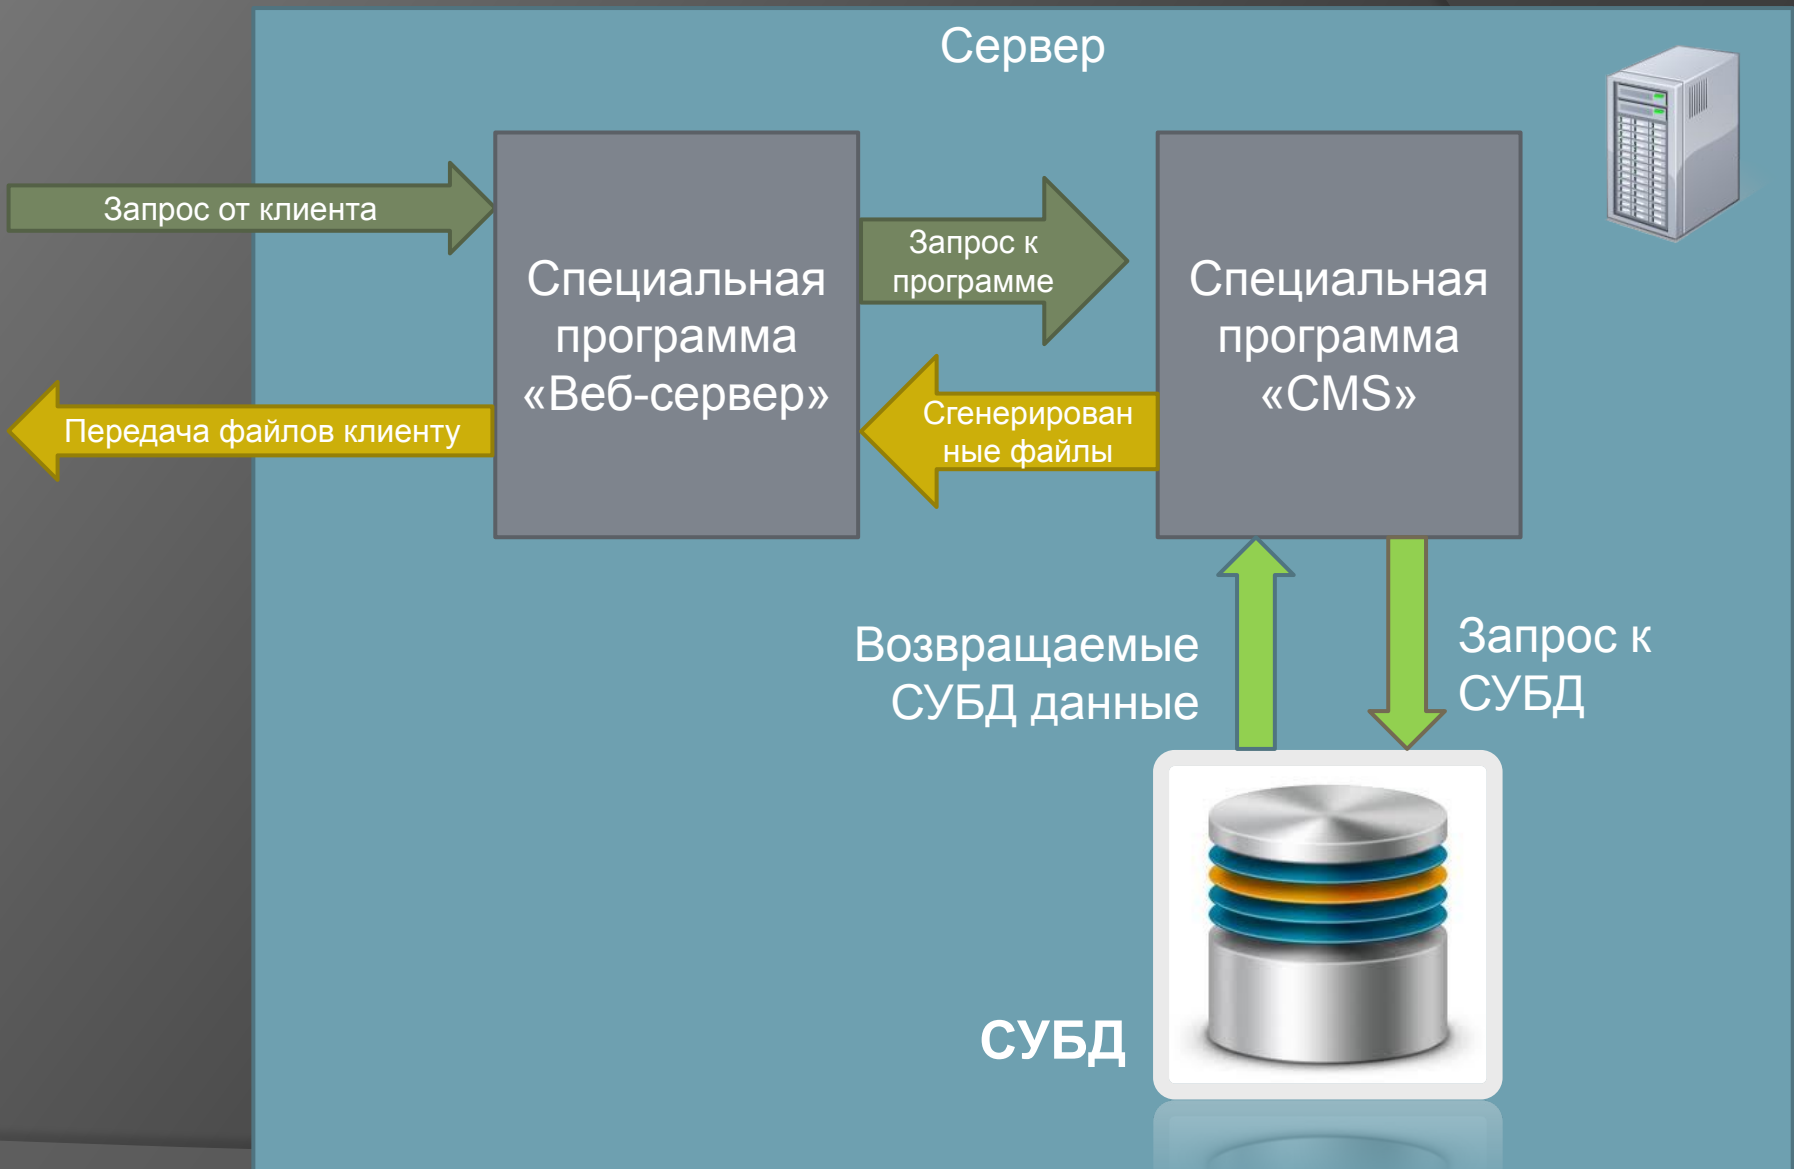 Сервер
Запрос от клиента
Специальная
программа
«Веб-сервер»
Запрос к
программе
Специальная
программа
«CMS»
Передача файлов клиенту
Сгенерирован
ные файлы
Возвращаемые
СУБД данные
Запрос к
СУБД
СУБД